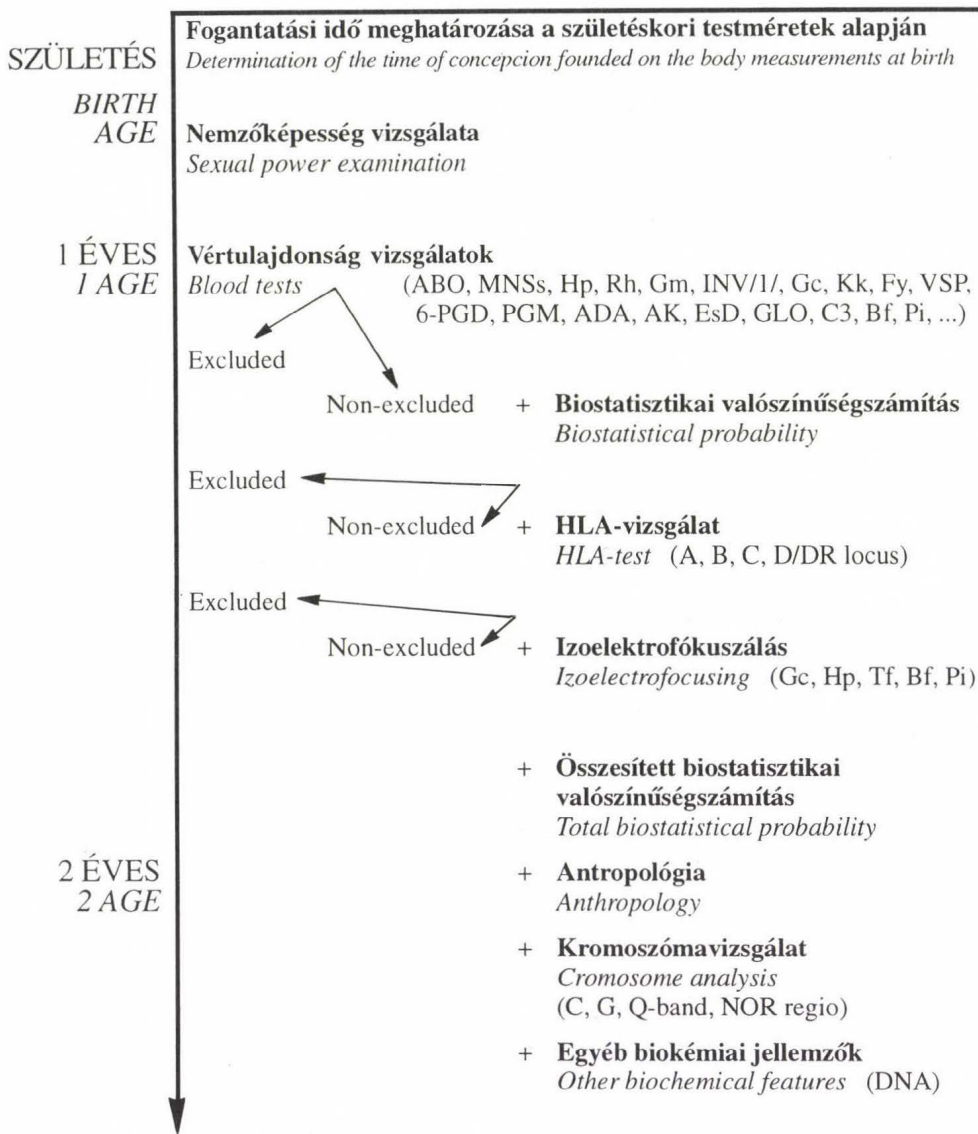 Fogantatási idő meghatározása a születéskori testméretek alapján
SZÜLETÉS
Determination of the time of concepcion founded on the body measurements at birth
BIRTH
AGE
Nemzőképesség vizsgálata
Sexual power examination
1 ÉVES
Vértulajdonság vizsgálatok
1 AGE
Blood tests (ABO, MNSs, Hp, Rh, Gm, INV/1/, Gc, Kk, Fy, VSP,
6-PGD, PGM, ADA, AK, EsD, GLO, C3, Bf, Pi, ...)
Excluded
Non-excluded + Biostatisztikai valószínűségszámítás
Biostatistical probability
Excluded
Non-excluded + HLA-vizsgálat
HLA-test (A, B, C, D/DR locus)
Excluded
Non-excluded + Izoelektrofókuszálás
Izoelectrofocusing (Gc, Hp, Tf, Bf, Pi)
+ Összesített biostatisztikai
valószínűségszámítás
Total biostatistical probability
2 ÉVES
+ Antropológia
2 AGE
Anthropology
+ Kromoszómavizsgálat
Cromosome analysis
(C, G, Q-band, NOR regio)
+ Egyéb biokémiai jellemzők
Other biochemical features (DNA)